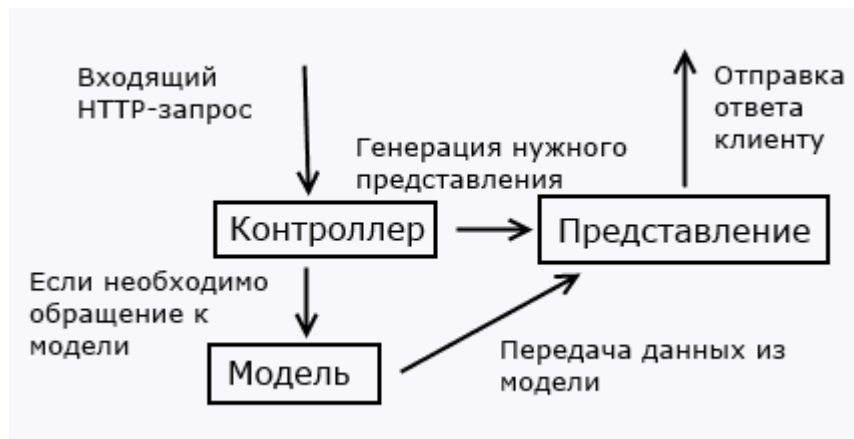 Входящий
HTTP-запрос
Отправка
ответа
клиенту
Генерация нужного
представления
Контроллер
Представление
Если необходимо
обращение к
модели
Модель
Передача данных из
модели